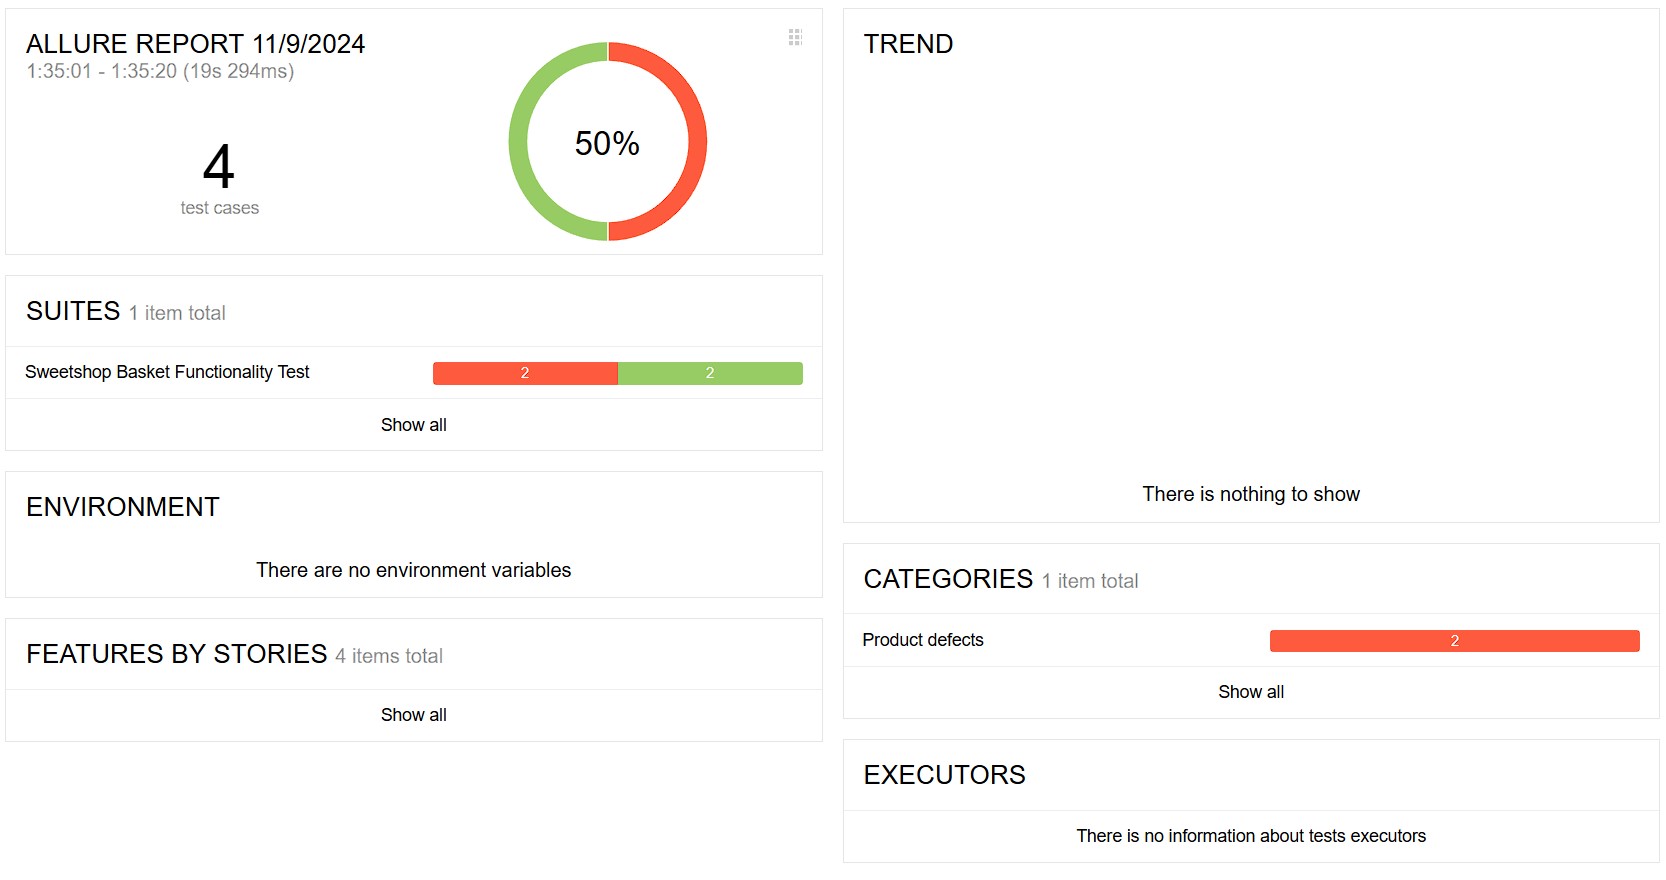 ALLURE REPORT 11/9/2024
1:35:01 - 1:35:20 (19s 294ms)
4
test cases
50%
SUITES 1 item total
Sweetshop Basket Functionality Test 2 2
Show all
ENVIRONMENT
There are no environment variables
FEATURES BY STORIES 4 items total
Show all
TREND
There is nothing to show
CATEGORIES 1 item total
Product defects 2
Show all
EXECUTORS
There is no information about tests executors